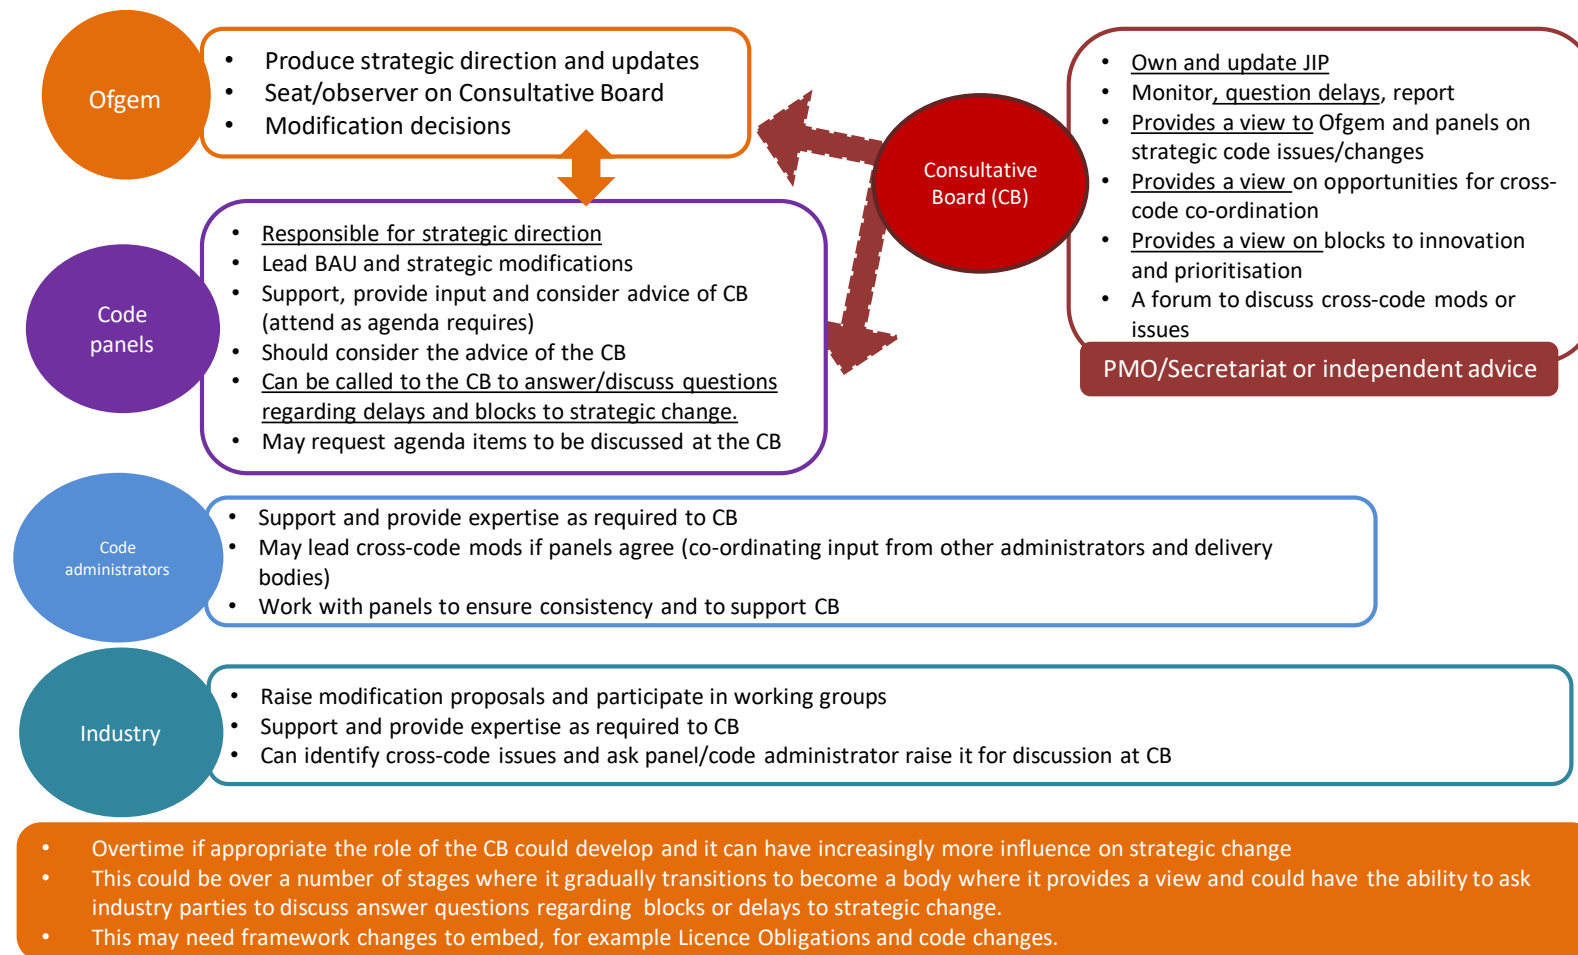 Ofgem
• Produce strategic direction and updates
• Seat/observer on Consultative Board
• Modification decisions
Consultative
Board (CB)
• Own and update JIP
• Monitor, question delays, report
• Provides a view to Ofgem and panels on
strategic code issues/changes
• Provides a view on opportunities for cross-
code co-ordination
• Provides a view on blocks to innovation
and prioritisation
• A forum to discuss cross-code mods or
issues
PMO/Secretariat or independent advice
Code
panels
• Responsible for strategic direction
• Lead BAU and strategic modifications
• Support, provide input and consider advice of CB
(attend as agenda requires)
• Should consider the advice of the CB
• Can be called to the CB to answer/discuss questions
regarding delays and blocks to strategic change.
• May request agenda items to be discussed at the CB
Code
administrators
• Support and provide expertise as required to CB
• May lead cross-code mods if panels agree (co-ordinating input from other administrators and delivery
bodies)
• Work with panels to ensure consistency and to support CB
Industry
• Raise modification proposals and participate in working groups
• Support and provide expertise as required to CB
• Can identify cross-code issues and ask panel/code administrator raise it for discussion at CB
• Overtime if appropriate the role of the CB could develop and it can have increasingly more influence on strategic change
• This could be over a number of stages where it gradually transitions to become a body where it provides a view and could have the ability to ask
industry parties to discuss answer questions regarding blocks or delays to strategic change.
• This may need framework changes to embed, for example Licence Obligations and code changes.